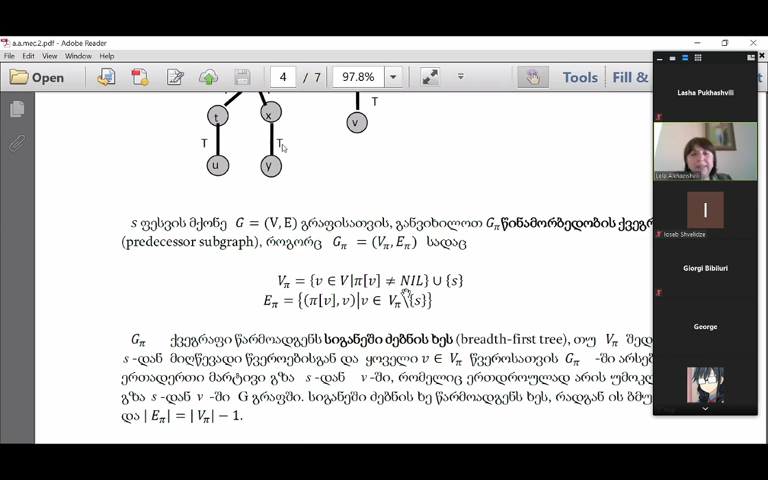 a.a.mec.2.pdf - Adobe Reader
File Edit View Window Help
Open 4 / 7 97.8% Tools Fill &
T
t x v
T T
u y
s ფესვის მქონე G = (V, E) გრაფისათვის, განვიხილოთ Gπ წინამორბედობის ქვეგრ
(predecessor subgraph), როგორც Gπ = (Vπ, Eπ) სადაც
Vπ = {v ∈ V|π[v] ≠ NIL} ∪ {s}
Eπ = {(π[v], v)|v ∈ Vπ\{s}}
Gπ ქვეგრაფი წარმოადგენს სიგანეში ძებნის ხეს (breadth-first tree), თუ Vπ შედ
s-დან მიღწევადი წვეროებისგან და ყოველი v ∈ Vπ წვეროსათვის Gπ -ში არსებ
ერთადერთი მარტივი გზა s-დან v-ში, რომელიც ერთდროულად არის უმოკლ
გზა s-დან v -ში G გრაფში. სიგანეში ძებნის ხე წარმოადგენს ხეს, რადგან ის ბმუ
და | Eπ| = | Vπ| − 1.
Lasha Pukhashvili
Lela Alkhazishvili
I
Ioseb Shvelidze
Giorgi Bibiluri
George